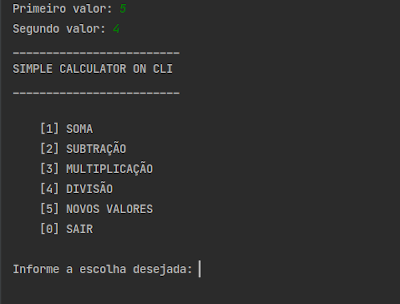 Primeiro valor: 5
Segundo valor: 4
-------------------------
SIMPLE CALCULATOR ON CLI
-------------------------
[1] SOMA
[2] SUBTRAÇÃO
[3] MULTIPLICAÇÃO
[4] DIVISÃO
[5] NOVOS VALORES
[0] SAIR
Informe a escolha desejada: